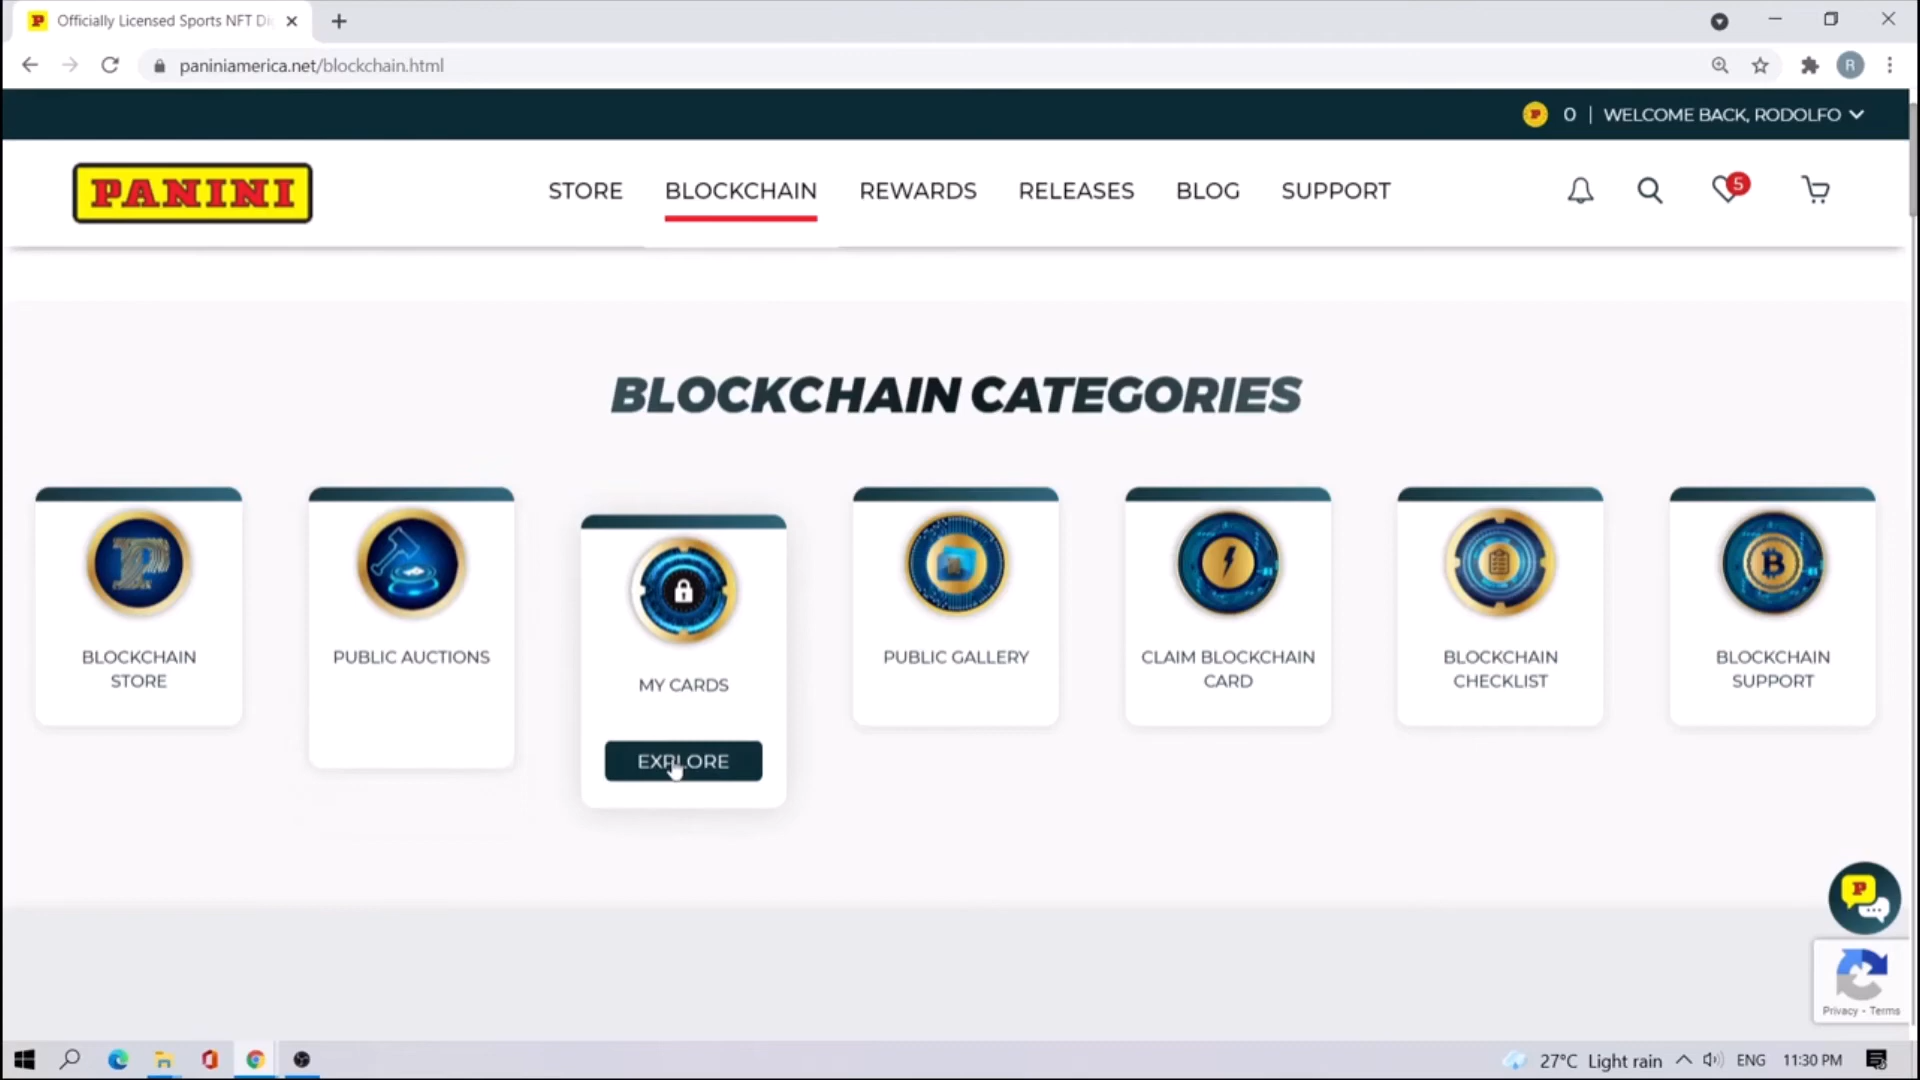 Officially Licensed Sports NFT Di
paniniamerica.net/blockchain.html
R
0 | WELCOME BACK, RODOLFO
PANINI
STORE BLOCKCHAIN REWARDS RELEASES BLOG SUPPORT
5
BLOCKCHAIN CATEGORIES
BLOCKCHAIN
STORE
PUBLIC AUCTIONS
MY CARDS
EXPLORE
PUBLIC GALLERY
CLAIM BLOCKCHAIN
CARD
BLOCKCHAIN
CHECKLIST
BLOCKCHAIN
SUPPORT
Privacy - Terms
27°C Light rain ENG 11:30 PM